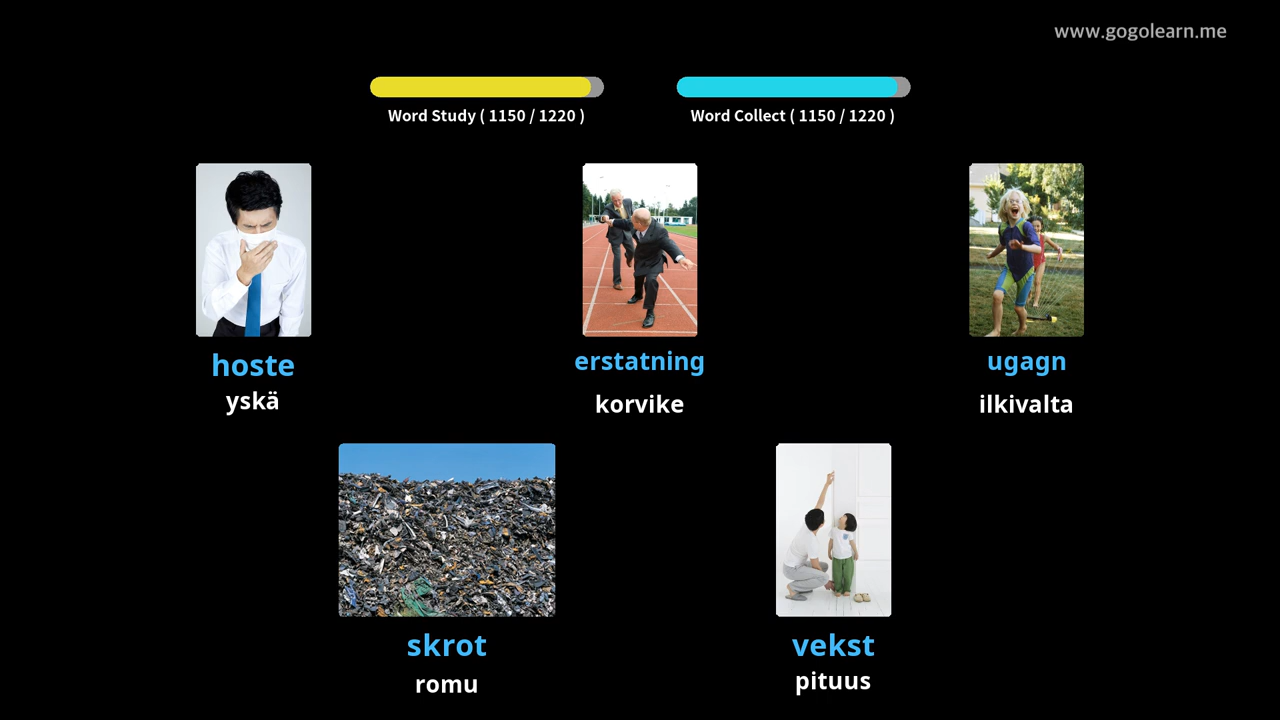 www.gogolearn.me
Word Study ( 1150 / 1220 )
Word Collect ( 1150 / 1220 )
hoste
yskä
erstatning
korvike
ugagn
ilkivalta
skrot
romu
vekst
pituus